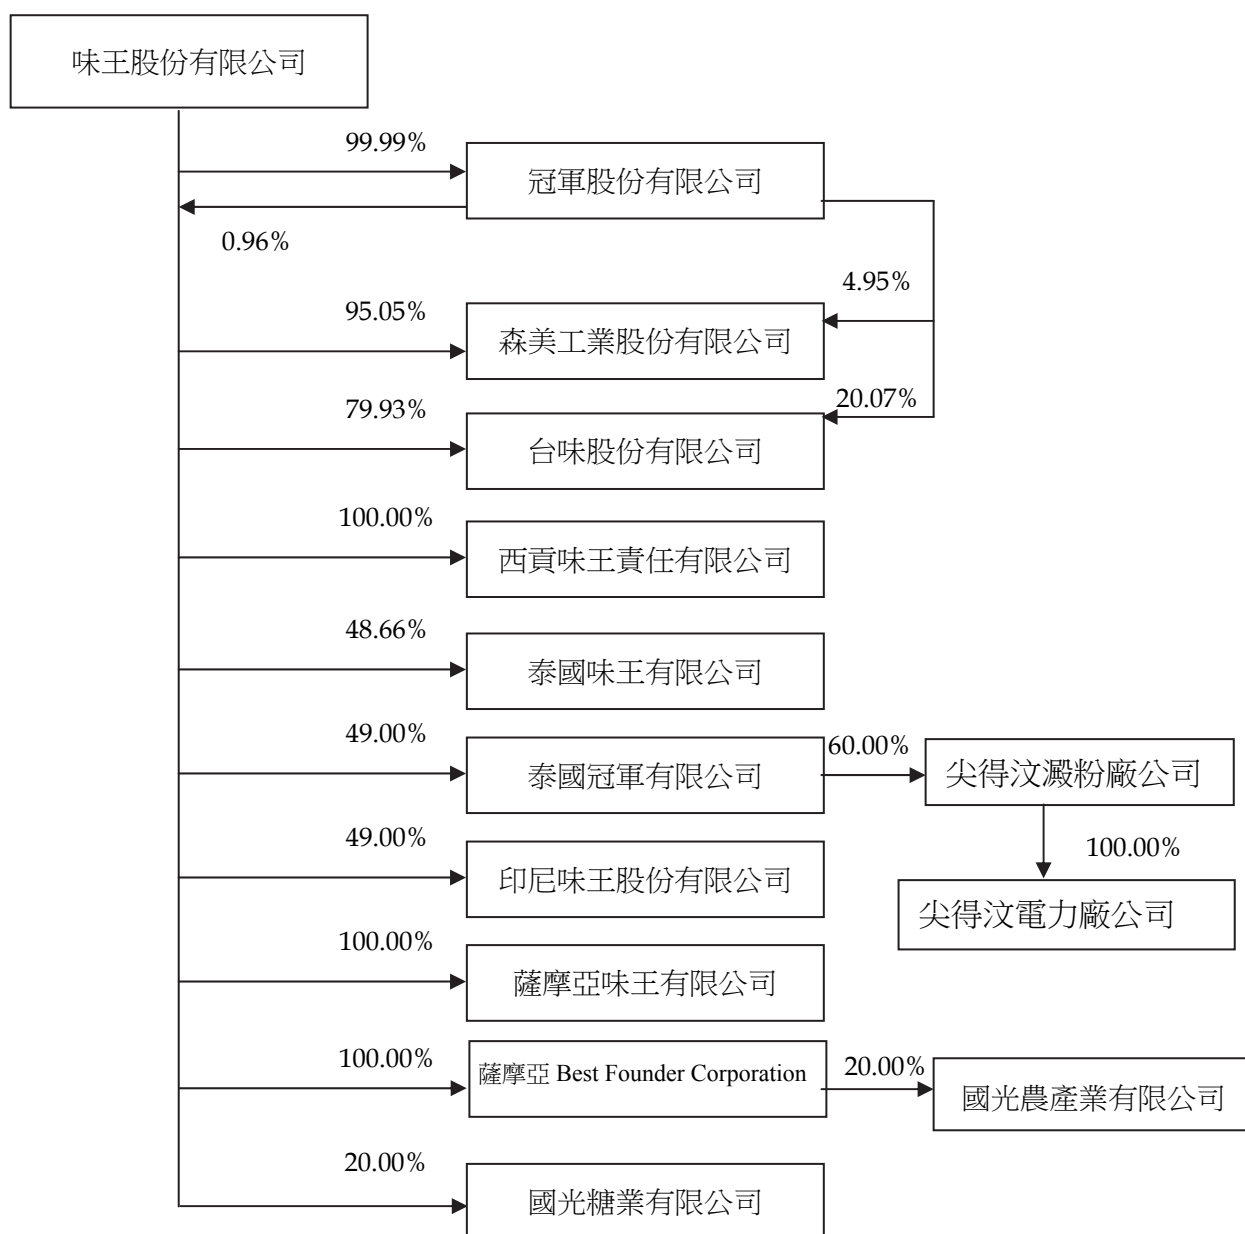 味王股份有限公司
99.99%
冠軍股份有限公司
0.96%
4.95%
95.05%
森美工業股份有限公司
79.93%
20.07%
台味股份有限公司
100.00%
西貢味王責任有限公司
48.66%
泰國味王有限公司
49.00%
泰國冠軍有限公司
60.00%
尖得汶澱粉廠公司
100.00%
尖得汶電力廠公司
49.00%
印尼味王股份有限公司
100.00%
薩摩亞味王有限公司
100.00%
薩摩亞 Best Founder Corporation
20.00%
國光農產業有限公司
20.00%
國光糖業有限公司